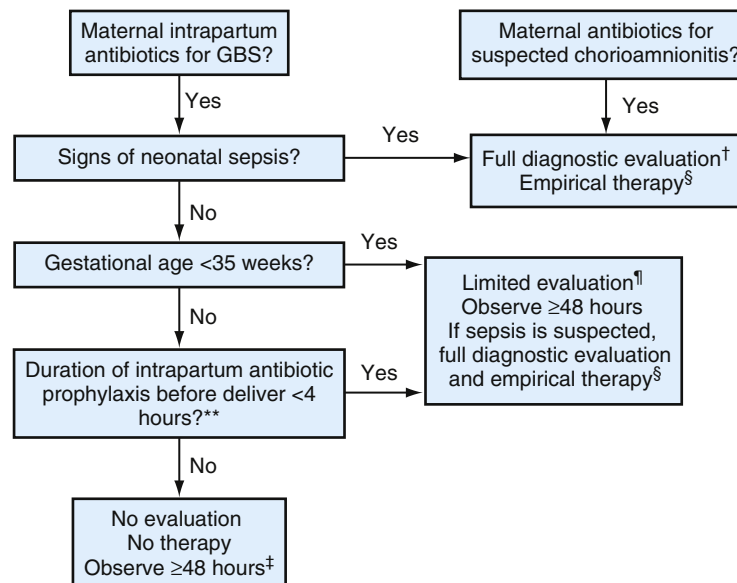 Maternal intrapartum
antibiotics for GBS?
Maternal antibiotics for
suspected chorioamnionitis?
Yes
Yes
Signs of neonatal sepsis?
Yes
Full diagnostic evaluation†
Empirical therapy§
No
Gestational age <35 weeks?
Yes
Limited evaluation¶
Observe ≥48 hours
If sepsis is suspected,
full diagnostic evaluation
and empirical therapy§
No
Duration of intrapartum antibiotic
prophylaxis before deliver <4
hours?**
Yes
No
No evaluation
No therapy
Observe ≥48 hours‡